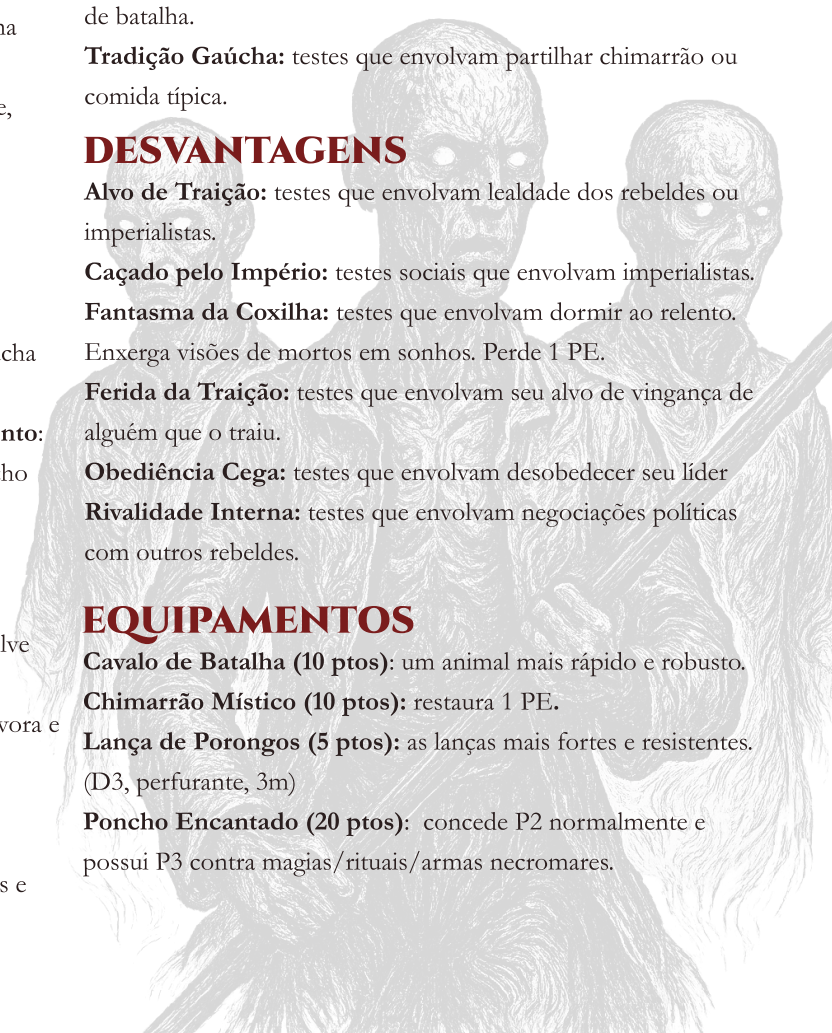 na
e,
cha
nto:
ho
lve
vora e
s e
de batalha.
Tradição Gaúcha: testes que envolvam partilhar chimarrão ou
comida típica.
DESVANTAGENS
Alvo de Traição: testes que envolvam lealdade dos rebeldes ou
imperialistas.
Caçado pelo Império: testes sociais que envolvam imperialistas.
Fantasma da Coxilha: testes que envolvam dormir ao relento.
Enxerga visões de mortos em sonhos. Perde 1 PE.
Ferida da Traição: testes que envolvam seu alvo de vingança de
alguém que o traiu.
Obediência Cega: testes que envolvam desobedecer seu líder
Rivalidade Interna: testes que envolvam negociações políticas
com outros rebeldes.
EQUIPAMENTOS
Cavalo de Batalha (10 ptos): um animal mais rápido e robusto.
Chimarrão Místico (10 ptos): restaura 1 PE.
Lança de Porongos (5 ptos): as lanças mais fortes e resistentes.
(D3, perfurante, 3m)
Poncho Encantado (20 ptos):  concede P2 normalmente e
possui P3 contra magias/rituais/armas necromares.